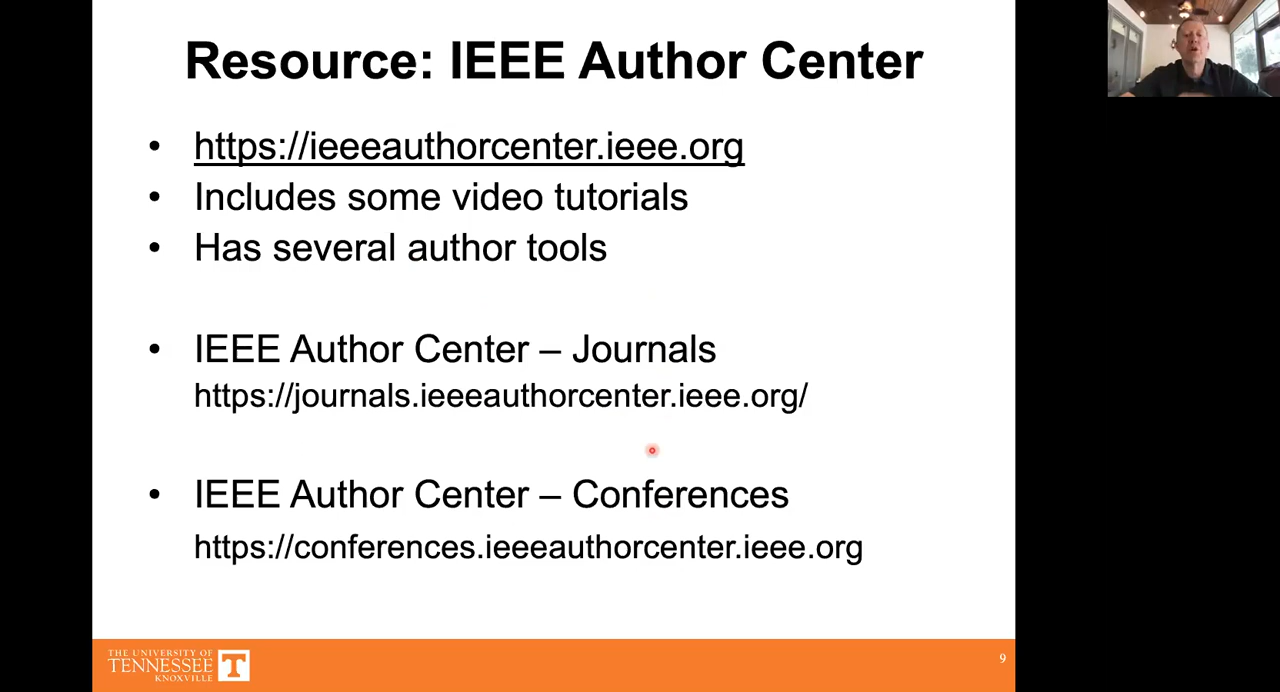 Resource: IEEE Author Center
• https://ieeeauthorcenter.ieee.org
• Includes some video tutorials
• Has several author tools
• IEEE Author Center – Journals
https://journals.ieeeauthorcenter.ieee.org/
• IEEE Author Center – Conferences
https://conferences.ieeeauthorcenter.ieee.org
THE UNIVERSITY OF
TENNESSEE
KNOXVILLE
T
9